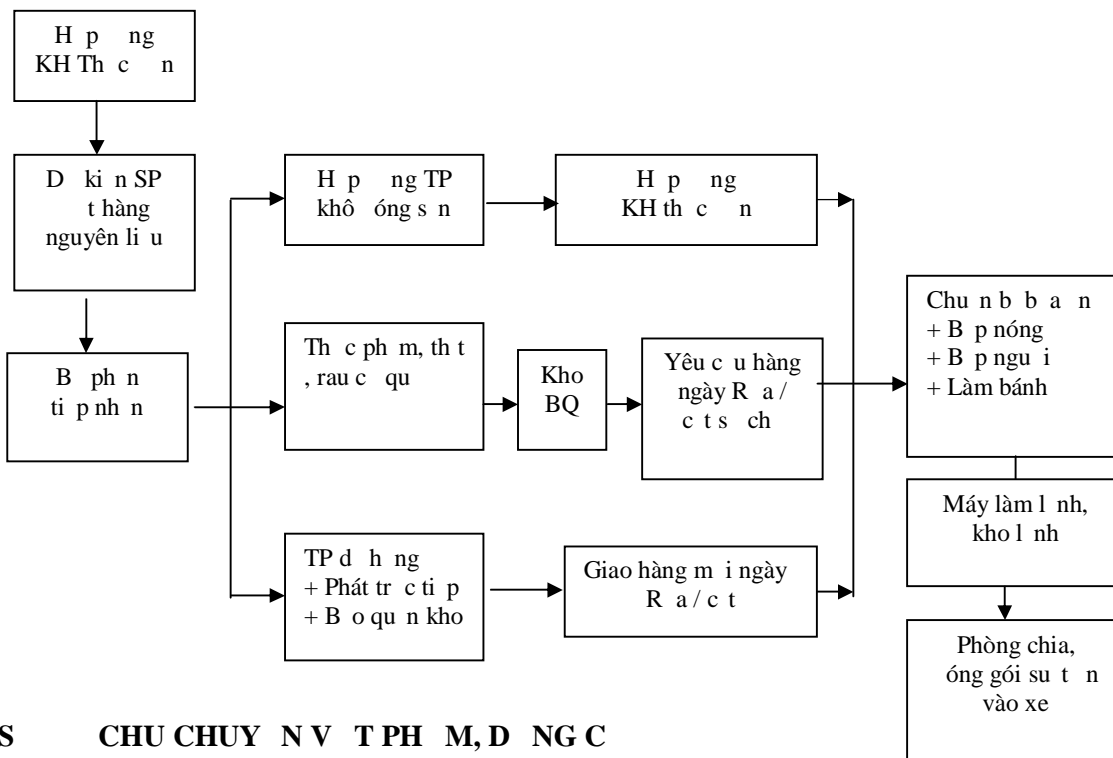 H p ng
KH Th c n
D ki n SP
t hàng
nguyên li u
B ph n
ti p nh n
H p ng TP
khô óng s n
H p ng
KH th c n
Th c ph m, th t
, rau c qu
Kho
BQ
Yêu c u hàng
ngày R a /
c t s ch
TP d h ng
+ Phát tr c ti p
+ B o qu n kho
Giao hàng m i ngày
R a / c t
Chu n b b a n
+ B p nóng
+ B p ngu i
+ Làm bánh
Máy làm l nh,
kho l nh
Phòng chia,
óng gói su t n
vào xe
S CHU CHUY N V T PH M, D NG C